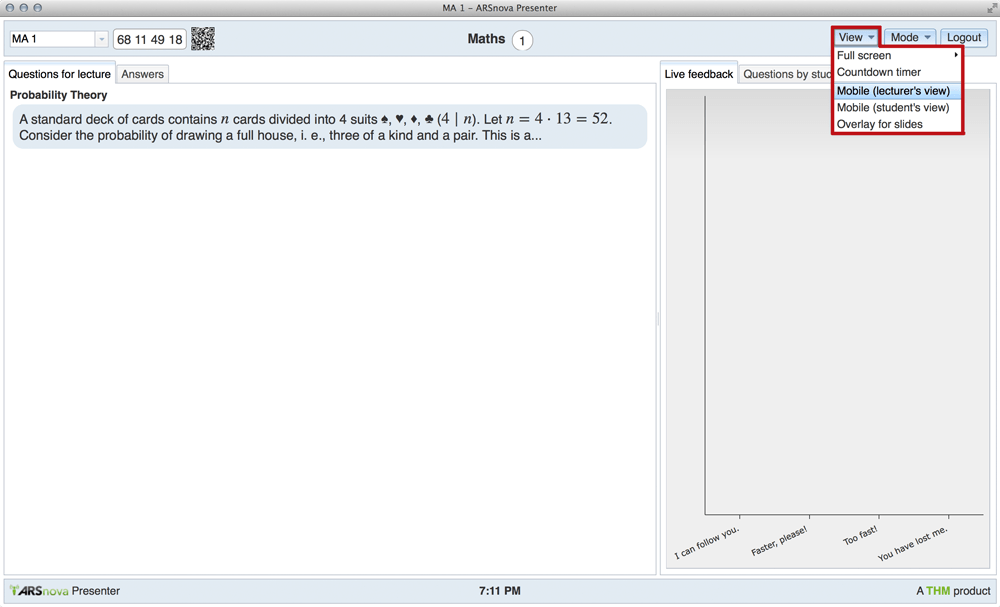 MA 1 – ARSnova Presenter
MA 1
68 11 49 18
Maths 1
View
Mode
Logout
Full screen
Countdown timer
Mobile (lecturer's view)
Mobile (student's view)
Overlay for slides
Questions for lecture
Answers
Probability Theory
A standard deck of cards contains n cards divided into 4 suits ♠, ♥, ♦, ♣ (4 | n). Let n = 4 · 13 = 52.
Consider the probability of drawing a full house, i. e., three of a kind and a pair. This is a...
Live feedback
Questions by stu
I can follow you.
Faster, please!
Too fast!
You have lost me.
ARSnova Presenter
7:11 PM
A THM product